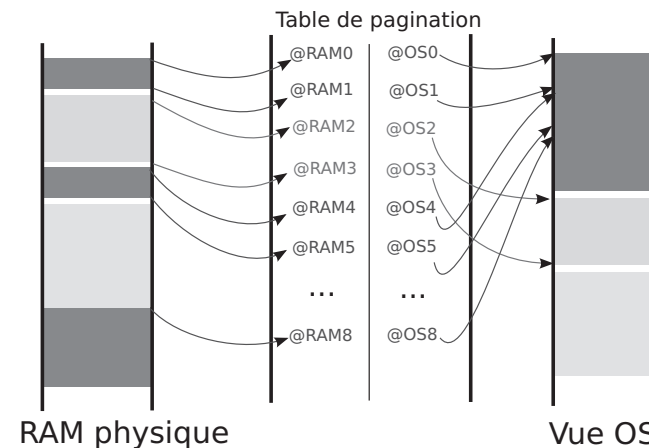 Table de pagination
@RAM0 @OS0
@RAM1 @OS1
@RAM2 @OS2
@RAM3 @OS3
@RAM4 @OS4
@RAM5 @OS5
... ...
@RAM8 @OS8
RAM physique Vue OS